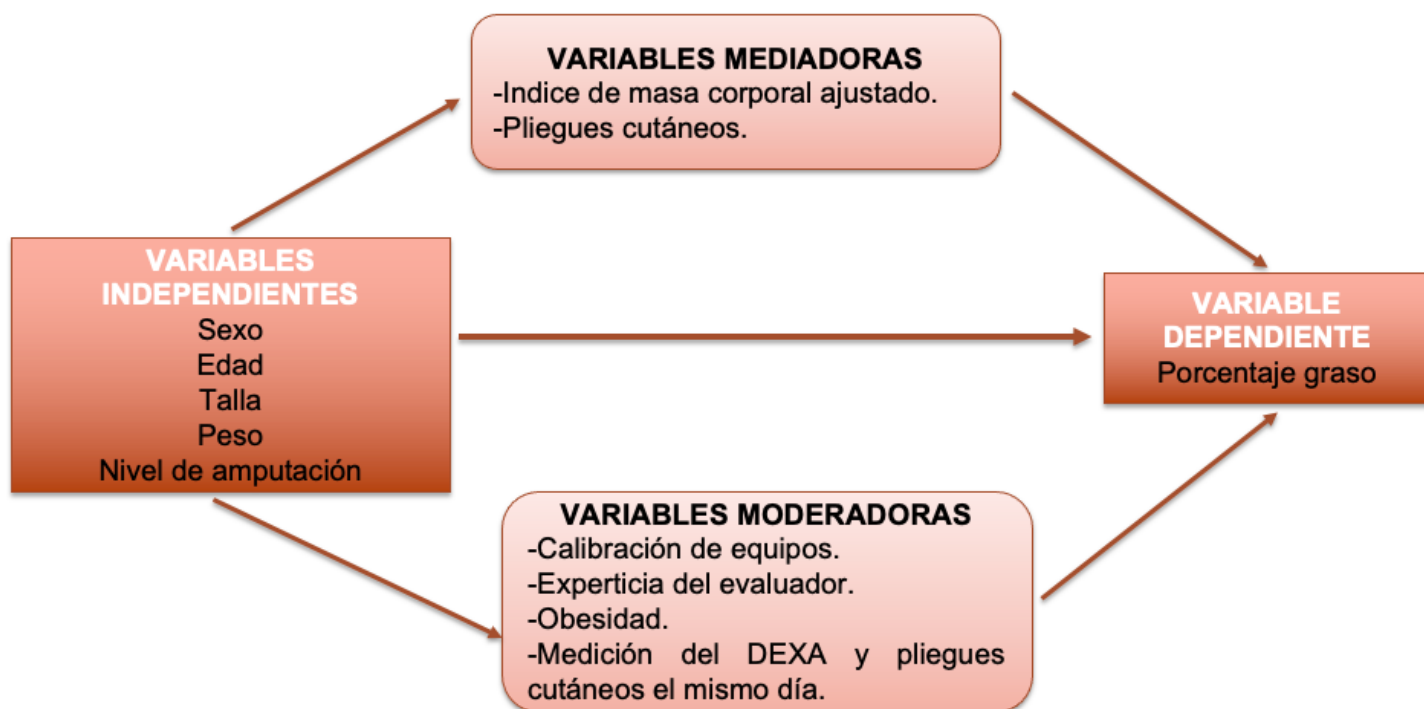 VARIABLES MEDIADORAS
-Indice de masa corporal ajustado.
-Pliegues cutáneos.
VARIABLES
INDEPENDIENTES
Sexo
Edad
Talla
Peso
Nivel de amputación
VARIABLE
DEPENDIENTE
Porcentaje graso
VARIABLES MODERADORAS
-Calibración de equipos.
-Experticia del evaluador.
-Obesidad.
-Medición del DEXA y pliegues
cutáneos el mismo día.